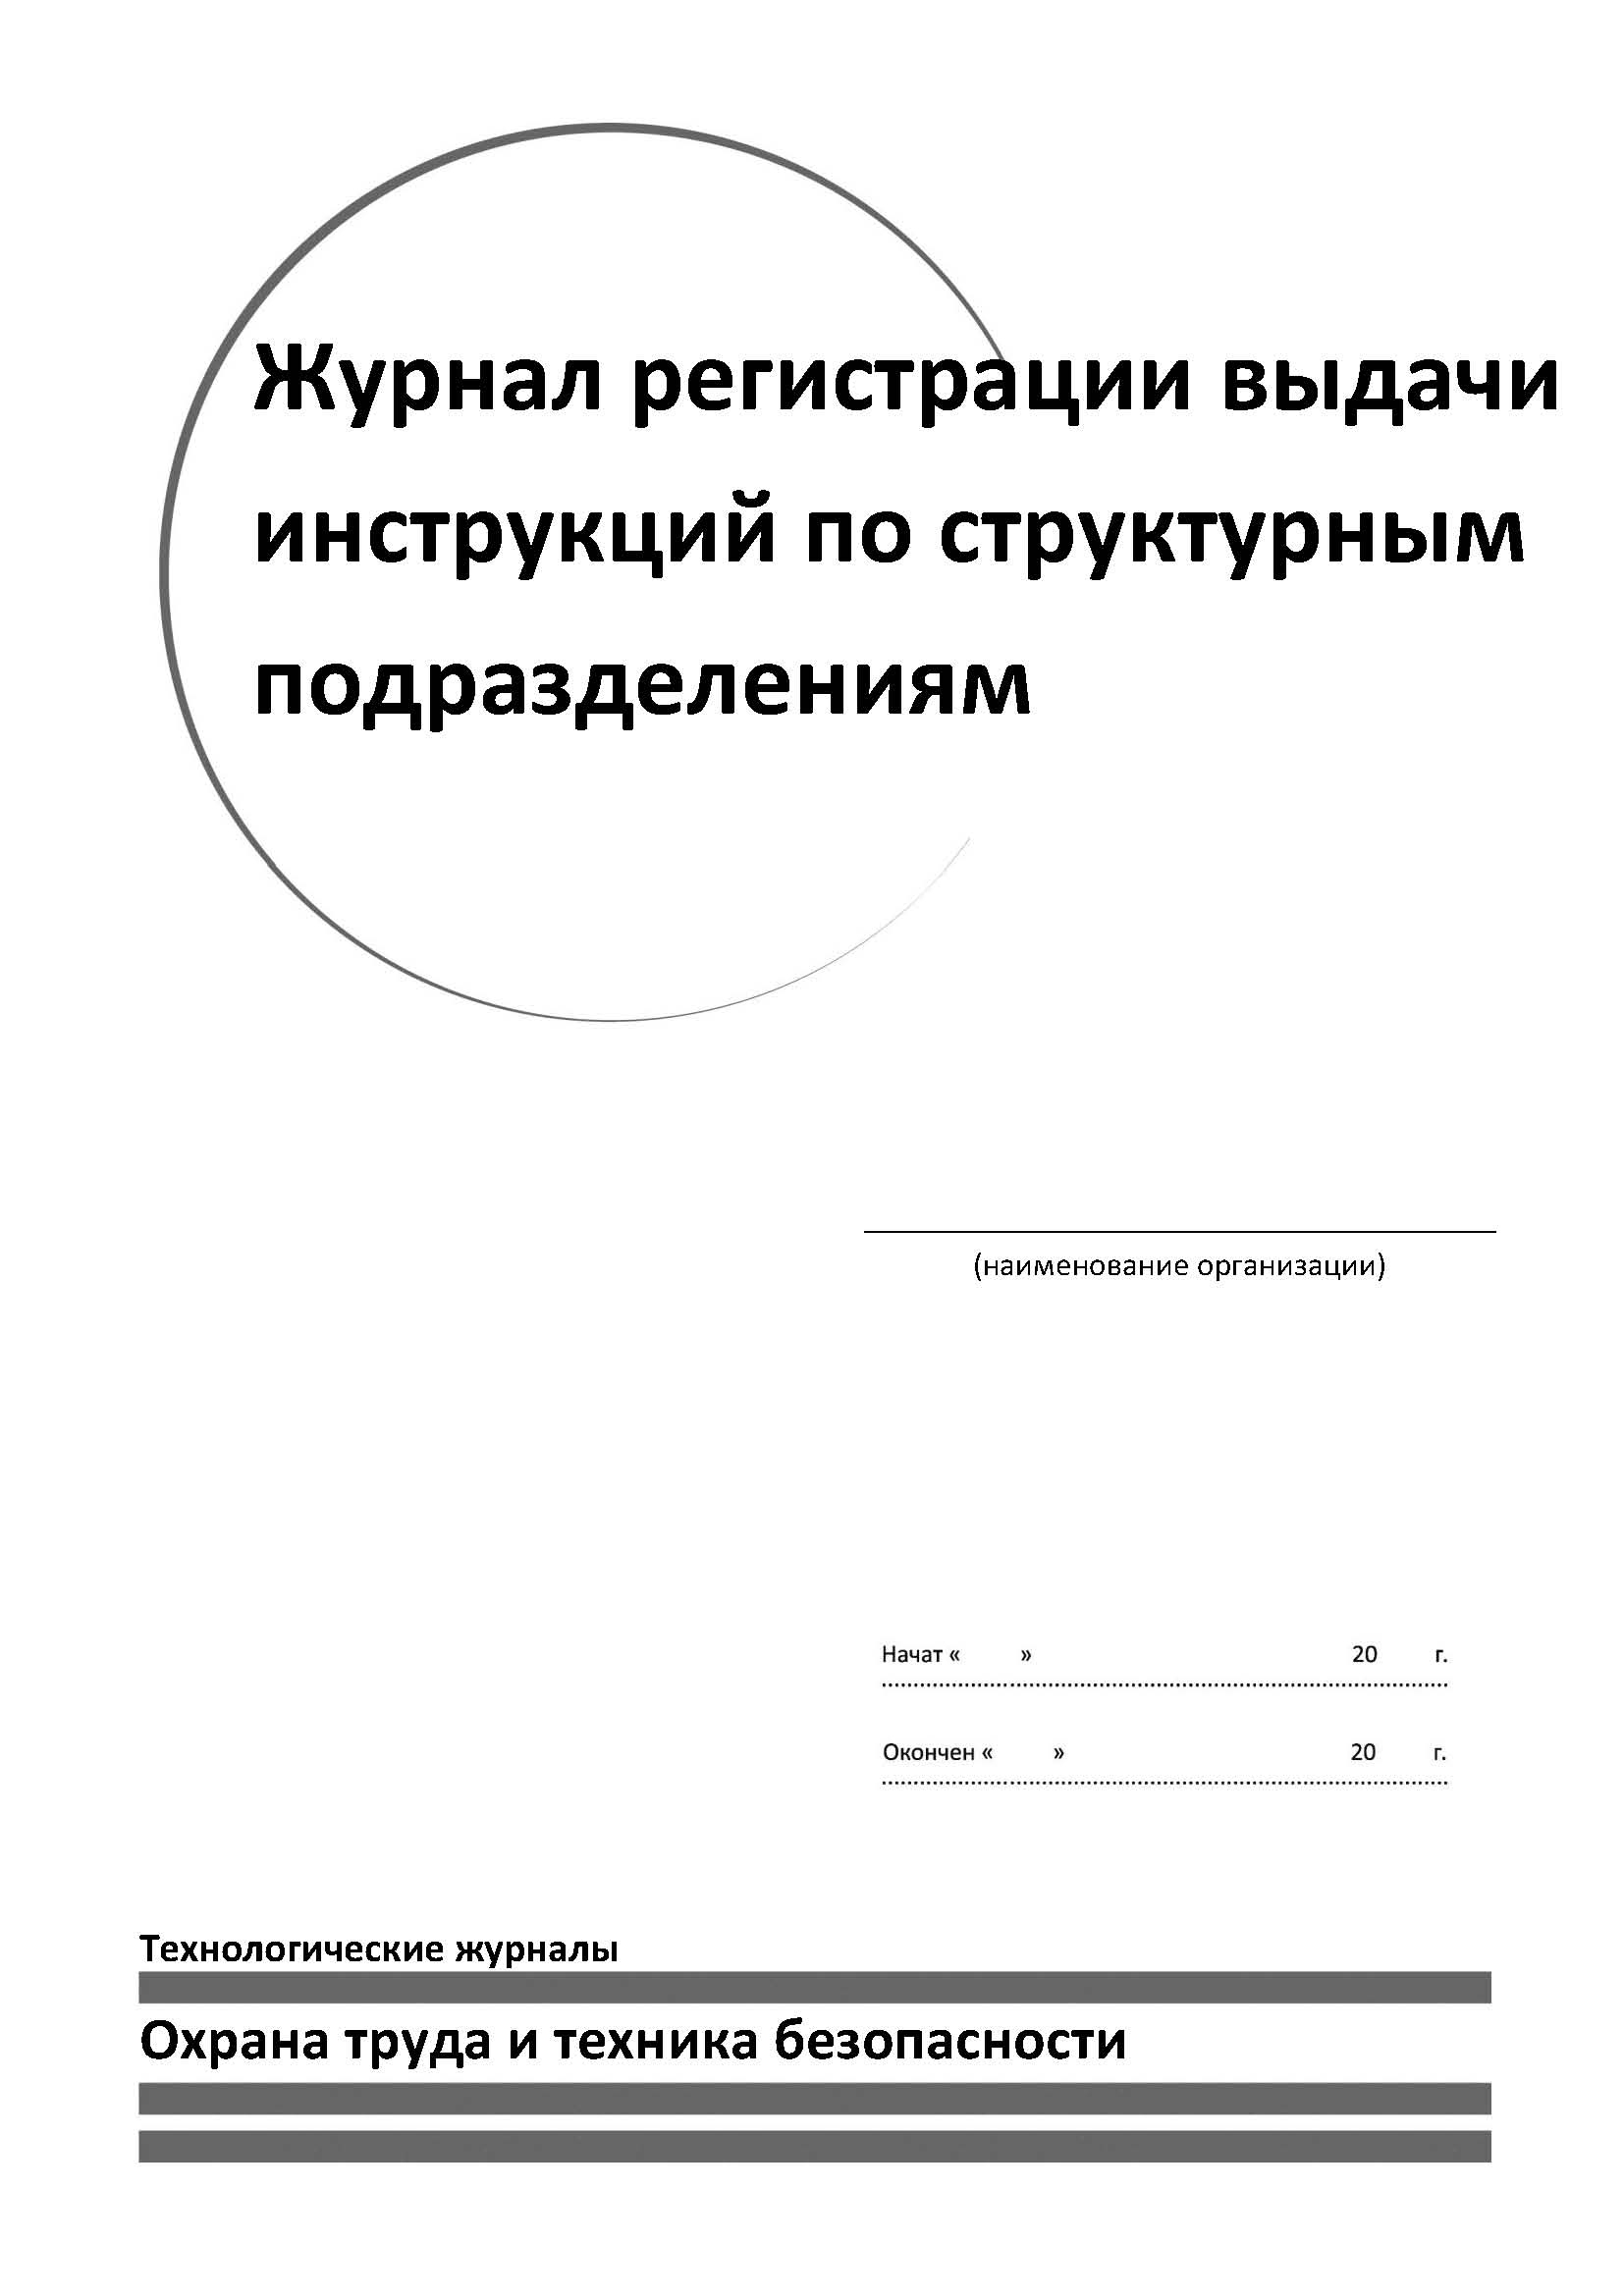 Журнал регистрации выдачи
инструкций по структурным
подразделениям
(наименование организации)
Начат « » 20 г.
Окончен « » 20 г.
Технологические журналы
Охрана труда и техника безопасности